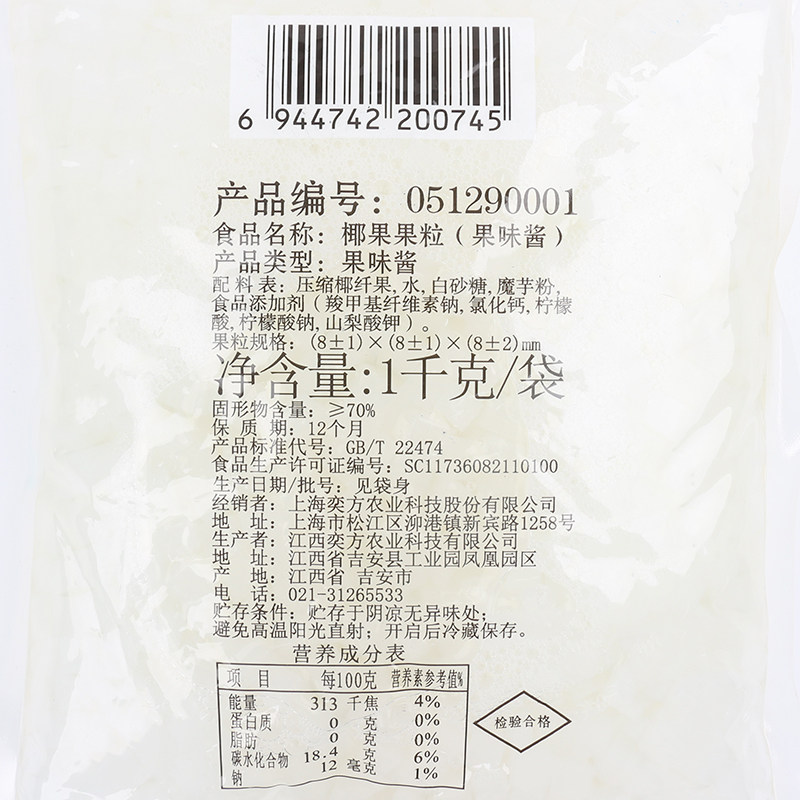 6 944742 200745
产品编号：051290001
食品名称：椰果果粒（果味酱）
产品类型：果味酱
配料表：压缩椰纤果,水,白砂糖,魔芋粉,
食品添加剂（羧甲基纤维素钠,氯化钙,柠檬
酸,柠檬酸钠,山梨酸钾）。
果粒规格：(8±1)×(8±1)×(8±2)mm
净含量:1千克/袋
固形物含量：≥70%
保 质 期：12个月
产品标准代号：GB/T 22474
食品生产许可证编号：SC11736082110100
生产日期/批号：见袋身
经销者：上海奕方农业科技股份有限公司
地 址：上海市松江区泖港镇新宾路1258号
生产者：江西奕方农业科技有限公司
地 址：江西省吉安县工业园凤凰园区
产 地：江西省 吉安市
电 话：021-31265533
贮存条件：贮存于阴凉无异味处；
避免高温阳光直射；开启后冷藏保存。
营养成分表
项 目 每100克 营养素参考值%
能量 313 千焦 4%
蛋白质 0 克 0%
脂肪 0 克 0%
碳水化合物 18.4 克 6%
钠 12 毫克 1%
检验合格